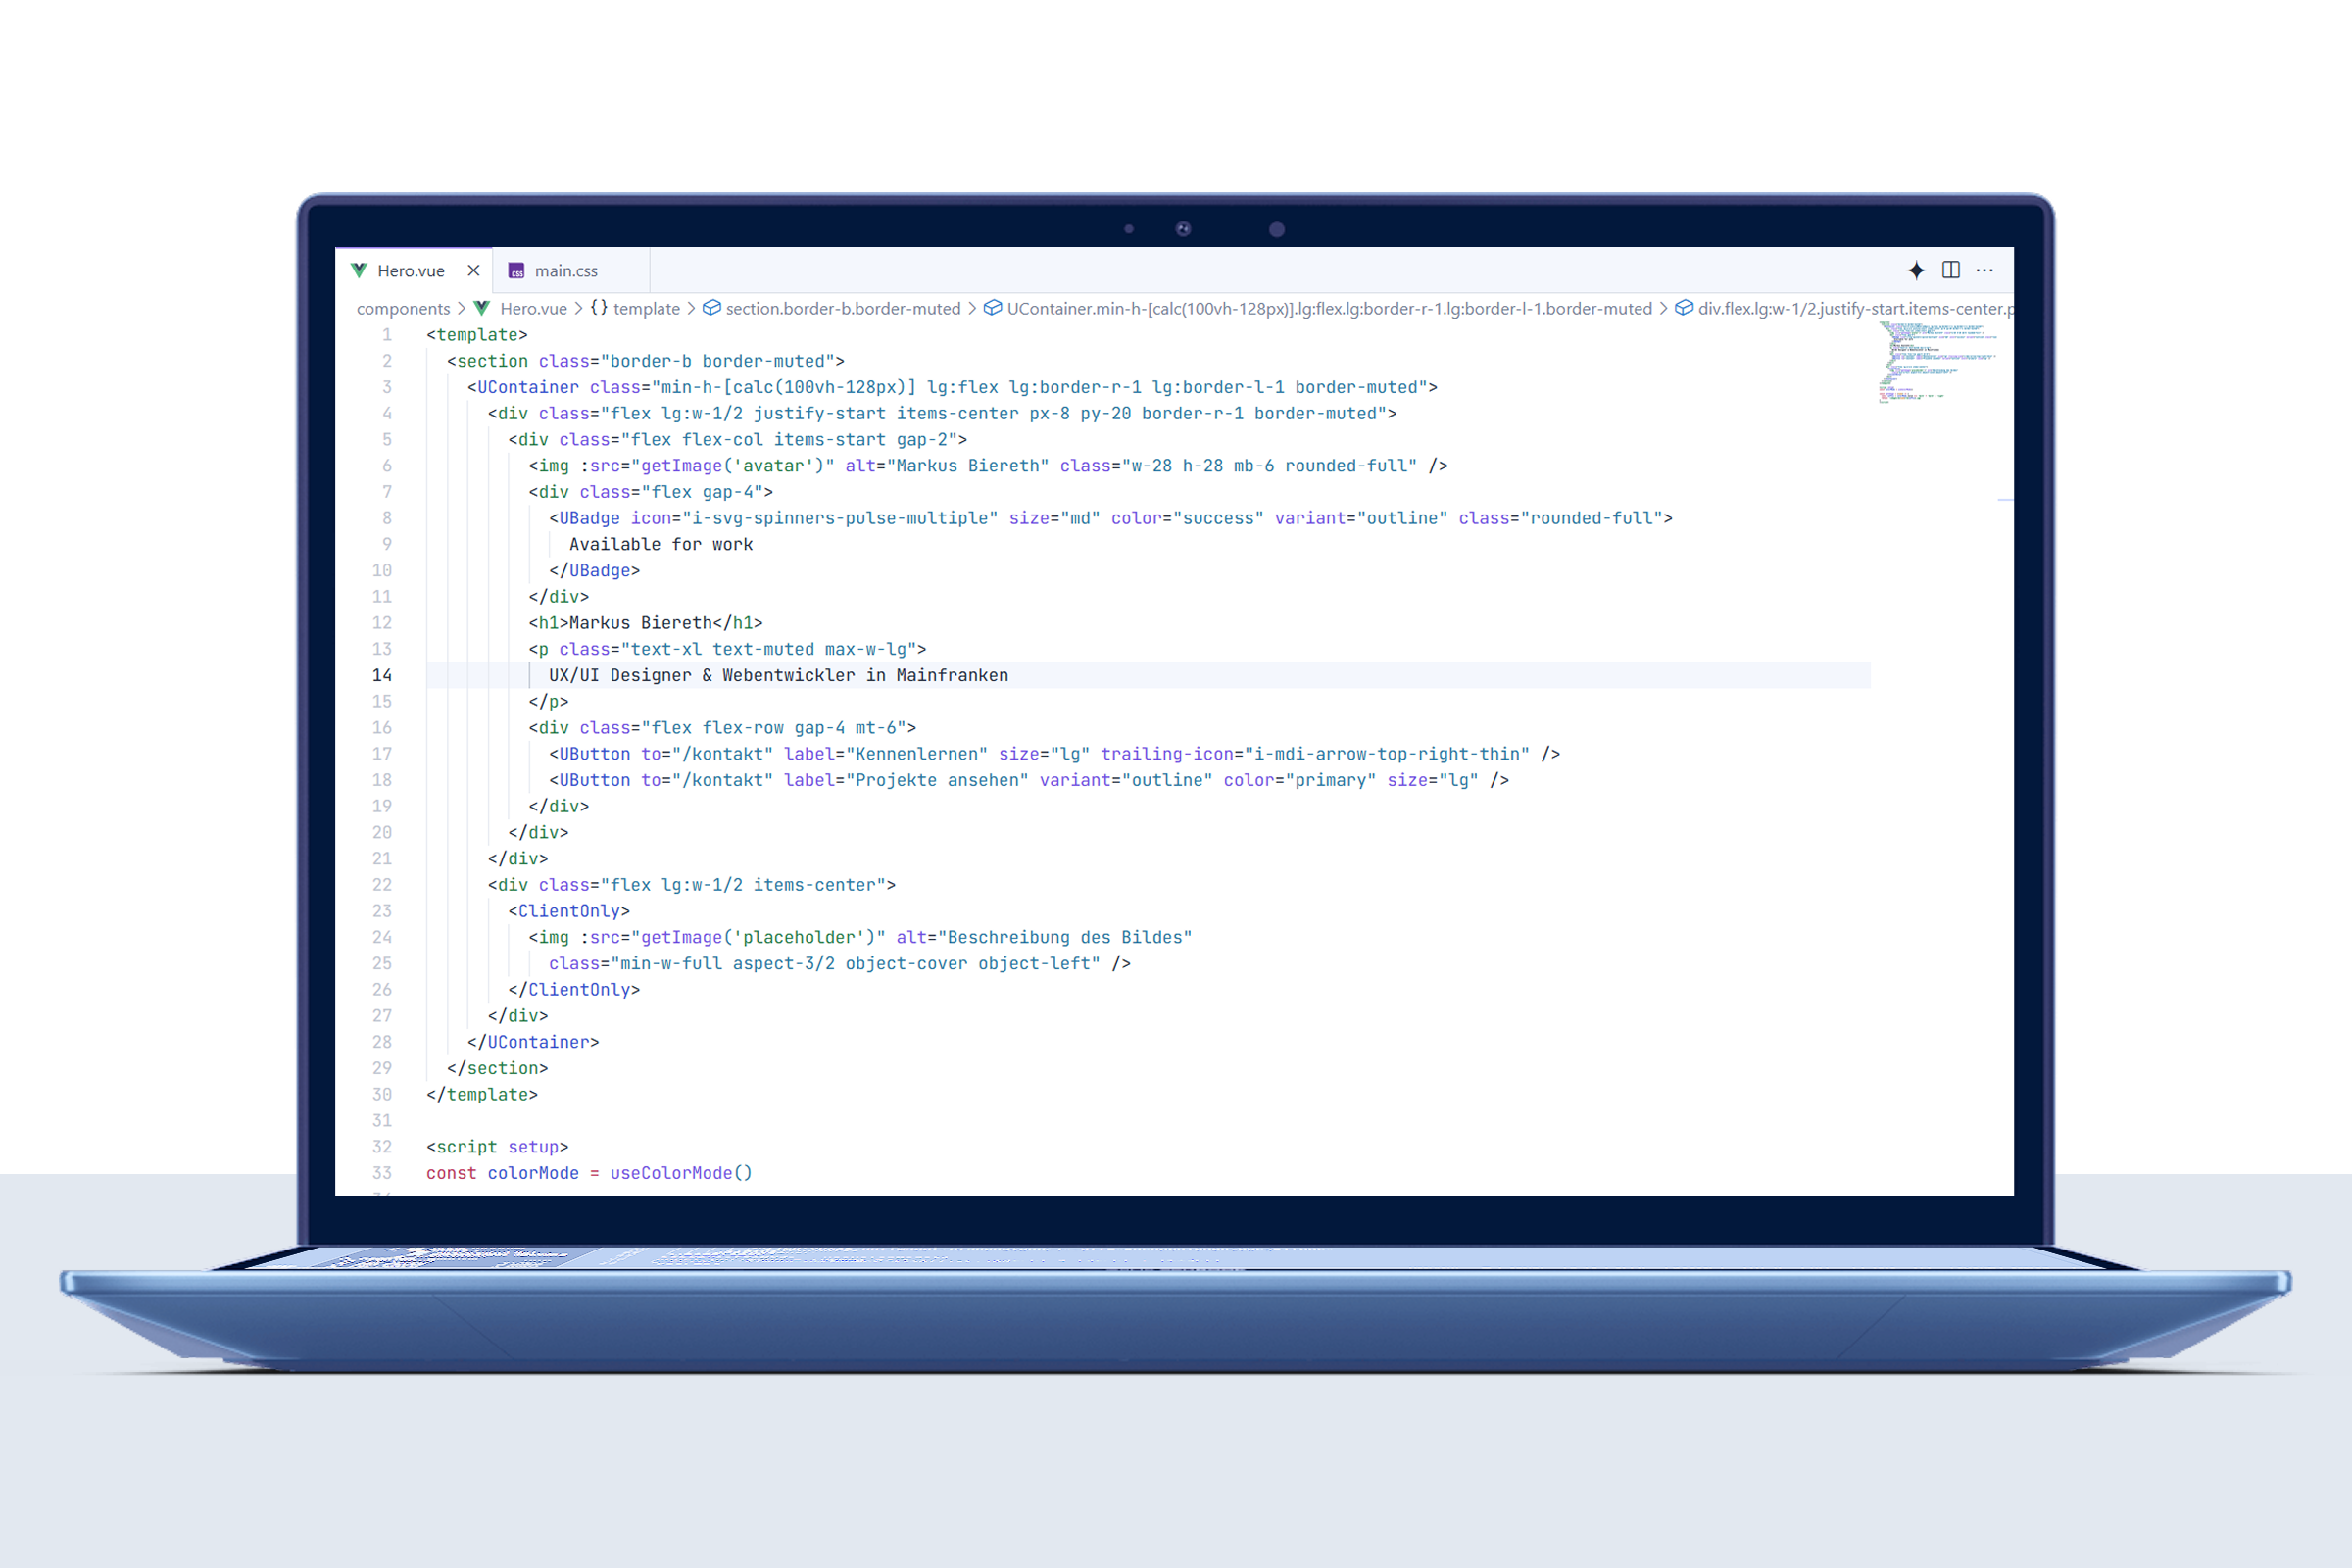 Hero.vue
main.css
components > Hero.vue > {} template > section.border-b.border-muted > UContainer.min-h-[calc(100vh-128px)].lg:flex.lg:border-r-1.lg:border-l-1.border-muted > div.flex.lg:w-1/2.justify-start.items-center.p
1 <template>
2 <section class="border-b border-muted">
3 <UContainer class="min-h-[calc(100vh-128px)] lg:flex lg:border-r-1 lg:border-l-1 border-muted">
4 <div class="flex lg:w-1/2 justify-start items-center px-8 py-20 border-r-1 border-muted">
5 <div class="flex flex-col items-start gap-2">
6 <img :src="getImage('avatar')" alt="Markus Biereth" class="w-28 h-28 mb-6 rounded-full" />
7 <div class="flex gap-4">
8 <UBadge icon="i-svg-spinners-pulse-multiple" size="md" color="success" variant="outline" class="rounded-full">
9 Available for work
10 </UBadge>
11 </div>
12 <h1>Markus Biereth</h1>
13 <p class="text-xl text-muted max-w-lg">
14 UX/UI Designer & Webentwickler in Mainfranken
15 </p>
16 <div class="flex flex-row gap-4 mt-6">
17 <UButton to="/kontakt" label="Kennenlernen" size="lg" trailing-icon="i-mdi-arrow-top-right-thin" />
18 <UButton to="/kontakt" label="Projekte ansehen" variant="outline" color="primary" size="lg" />
19 </div>
20 </div>
21 </div>
22 <div class="flex lg:w-1/2 items-center">
23 <ClientOnly>
24 <img :src="getImage('placeholder')" alt="Beschreibung des Bildes"
25 class="min-w-full aspect-3/2 object-cover object-left" />
26 </ClientOnly>
27 </div>
28 </UContainer>
29 </section>
30 </template>
31
32 <script setup>
33 const colorMode = useColorMode()